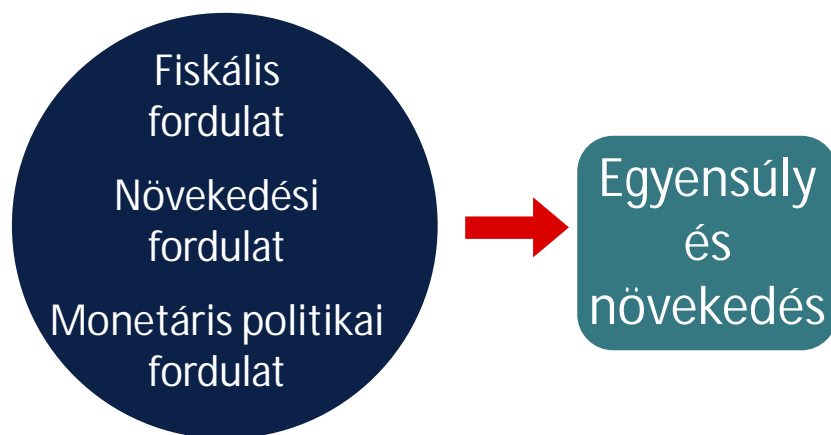 Fiskális
fordulat
Növekedési
fordulat
Monetáris politikai
fordulat
Egyensúly
és
növekedés